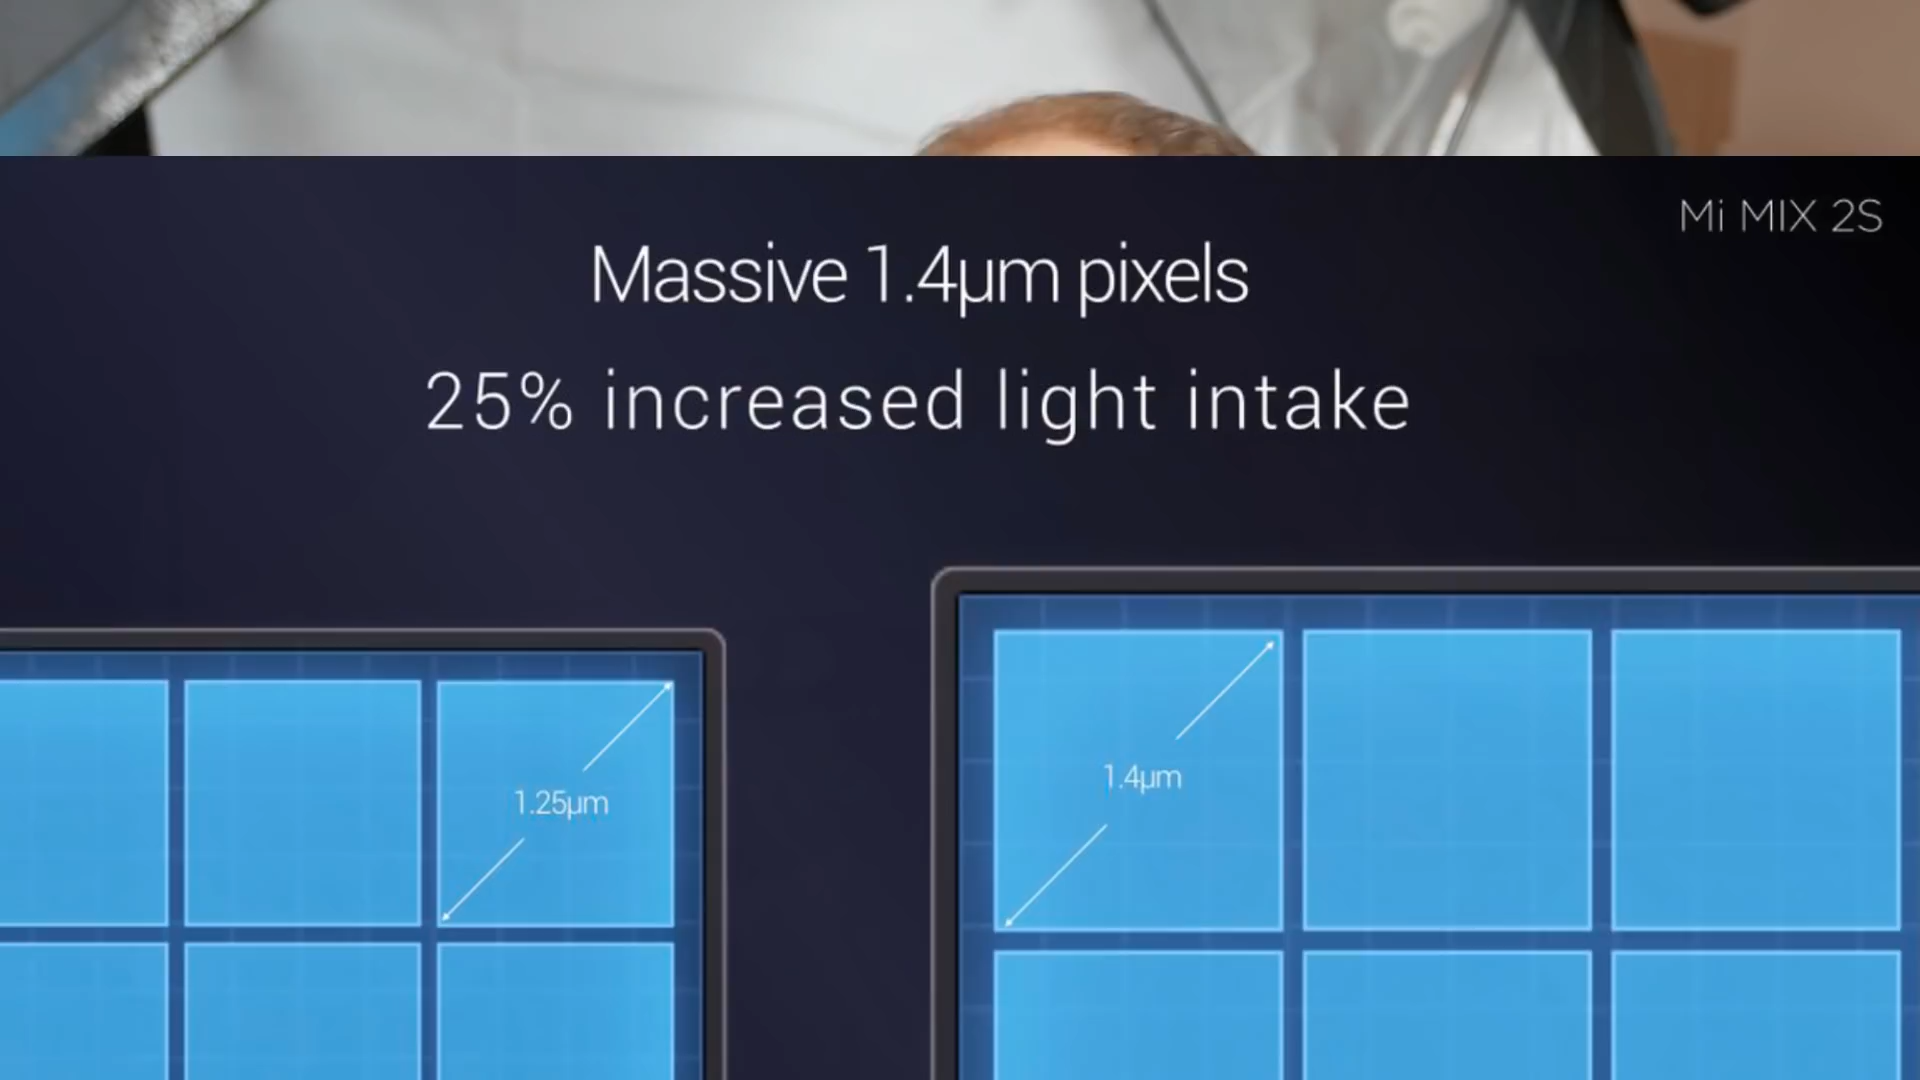 Mi MIX 2S
Massive 1.4μm pixels
25% increased light intake
1.25μm
1.4μm